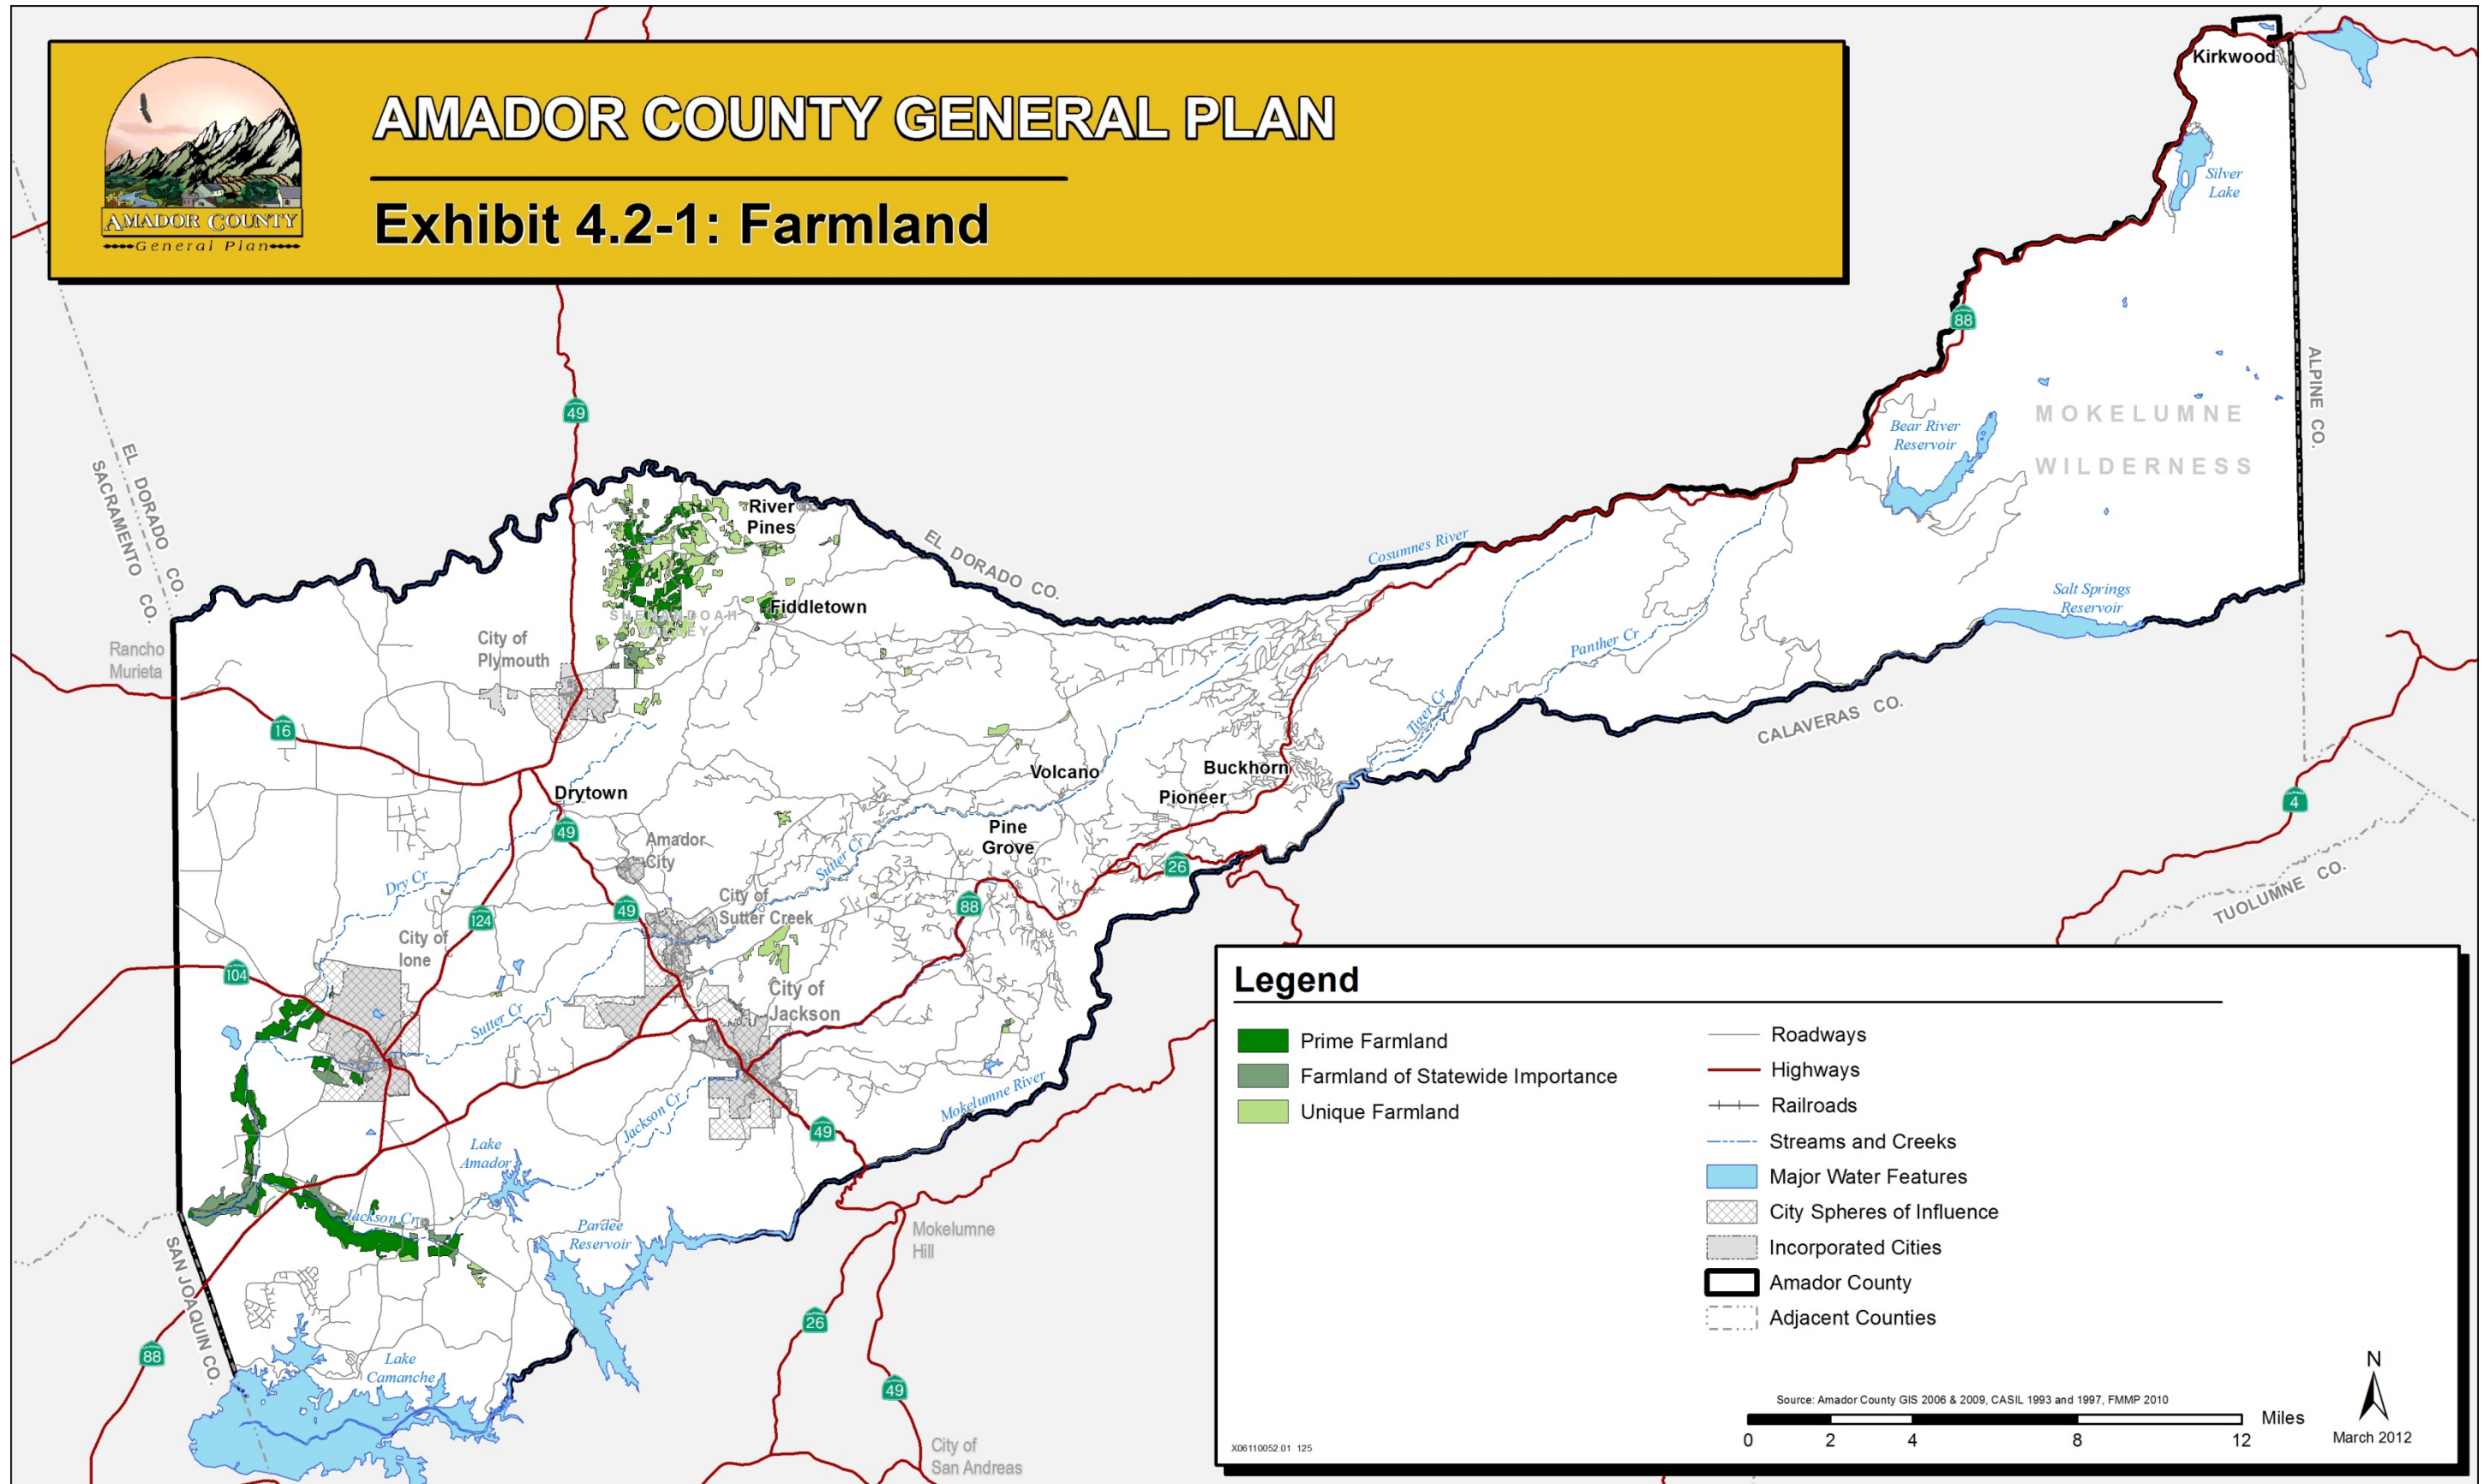 AMADOR COUNTY GENERAL PLAN
Exhibit 4.2-1: Farmland
AMADOR COUNTY
General Plan
Kirkwood
Silver
Lake
88
ALPINE CO.
MOKELUMNE
WILDERNESS
Bear River
Reservoir
Salt Springs
Reservoir
49
EL DORADO CO.
SACRAMENTO CO.
River
Pines
EL DORADO CO.
Cosumnes River
Fiddletown
SHENANDOAH
VALLEY
City of
Plymouth
Rancho
Murieta
16
Panther Cr
Tiger Cr
CALAVERAS CO.
Volcano
Buckhorn
Pioneer
Drytown
49
Pine
Grove
Amador
City
Sutter Cr
26
4
TUOLUMNE CO.
Dry Cr
124
49
City of
Sutter Creek
88
City of
Ione
104
City of
Jackson
Sutter Cr
Jackson Cr
Mokelumne River
49
Lake
Amador
Jackson Cr
Pardee
Reservoir
Mokelumne
Hill
SAN JOAQUIN CO.
26
88
Lake
Camanche
49
City of
San Andreas
Legend
Prime Farmland
Farmland of Statewide Importance
Unique Farmland
Roadways
Highways
Railroads
Streams and Creeks
Major Water Features
City Spheres of Influence
Incorporated Cities
Amador County
Adjacent Counties
Source: Amador County GIS 2006 & 2009, CASIL 1993 and 1997, FMMP 2010
0 2 4 8 12 Miles
N
March 2012
X06110052.01 125